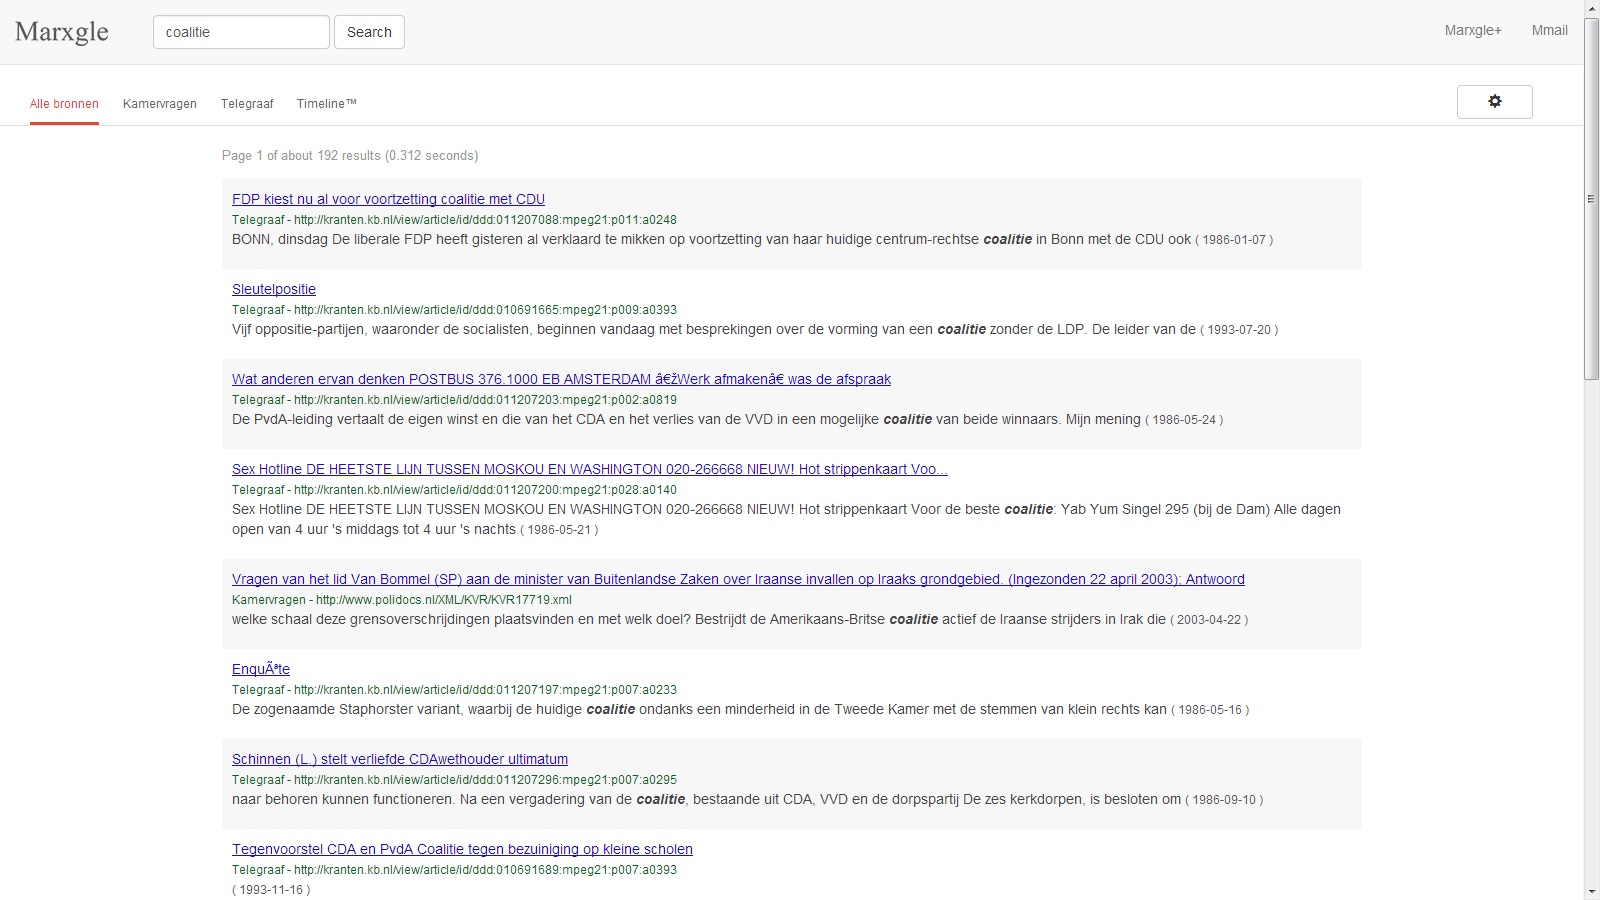 Marxgle
coalitie
Search
Marxgle+
Mmail
Alle bronnen
Kamervragen
Telegraaf
Timeline™
Page 1 of about 192 results (0.312 seconds)
FDP kiest nu al voor voortzetting coalitie met CDU
Telegraaf - http://kranten.kb.nl/view/article/id/ddd:011207088:mpeg21:p011:a0248
BONN, dinsdag De liberale FDP heeft gisteren al verklaard te mikken op voortzetting van haar huidige centrum-rechtse coalitie in Bonn met de CDU ook ( 1986-01-07 )
Sleutelpositie
Telegraaf - http://kranten.kb.nl/view/article/id/ddd:010691665:mpeg21:p009:a0393
Vijf oppositie-partijen, waaronder de socialisten, beginnen vandaag met besprekingen over de vorming van een coalitie zonder de LDP. De leider van de ( 1993-07-20 )
Wat anderen ervan denken POSTBUS 376.1000 EB AMSTERDAM â€žWerk afmakenâ€ was de afspraak
Telegraaf - http://kranten.kb.nl/view/article/id/ddd:011207203:mpeg21:p002:a0819
De PvdA-leiding vertaalt de eigen winst en die van het CDA en het verlies van de VVD in een mogelijke coalitie van beide winnaars. Mijn mening ( 1986-05-24 )
Sex Hotline DE HEETSTE LIJN TUSSEN MOSKOU EN WASHINGTON 020-266668 NIEUW! Hot strippenkaart Voo...
Telegraaf - http://kranten.kb.nl/view/article/id/ddd:011207200:mpeg21:p028:a0140
Sex Hotline DE HEETSTE LIJN TUSSEN MOSKOU EN WASHINGTON 020-266668 NIEUW! Hot strippenkaart Voor de beste coalitie: Yab Yum Singel 295 (bij de Dam) Alle dagen
open van 4 uur 's middags tot 4 uur 's nachts ( 1986-05-21 )
Vragen van het lid Van Bommel (SP) aan de minister van Buitenlandse Zaken over Iraanse invallen op Iraaks grondgebied. (Ingezonden 22 april 2003); Antwoord
Kamervragen - http://www.polidocs.nl/XML/KVR/KVR17719.xml
welke schaal deze grensoverschrijdingen plaatsvinden en met welk doel? Bestrijdt de Amerikaans-Britse coalitie actief de Iraanse strijders in Irak die ( 2003-04-22 )
EnquÃªte
Telegraaf - http://kranten.kb.nl/view/article/id/ddd:011207197:mpeg21:p007:a0233
De zogenaamde Staphorster variant, waarbij de huidige coalitie ondanks een minderheid in de Tweede Kamer met de stemmen van klein rechts kan ( 1986-05-16 )
Schinnen (L.) stelt verliefde CDAwethouder ultimatum
Telegraaf - http://kranten.kb.nl/view/article/id/ddd:011207296:mpeg21:p007:a0295
naar behoren kunnen functioneren. Na een vergadering van de coalitie, bestaande uit CDA, VVD en de dorpspartij De zes kerkdorpen, is besloten om ( 1986-09-10 )
Tegenvoorstel CDA en PvdA Coalitie tegen bezuiniging op kleine scholen
Telegraaf - http://kranten.kb.nl/view/article/id/ddd:010691689:mpeg21:p007:a0393
( 1993-11-16 )